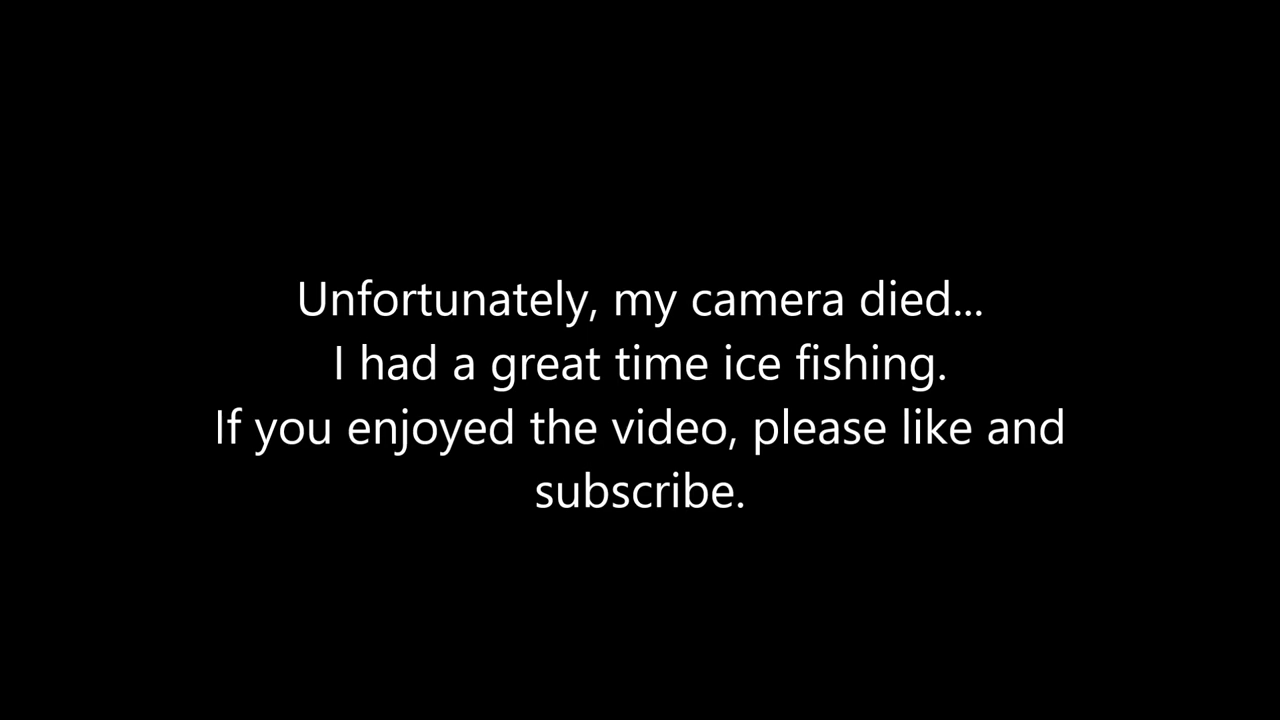 Unfortunately, my camera died...
I had a great time ice fishing.
If you enjoyed the video, please like and
subscribe.